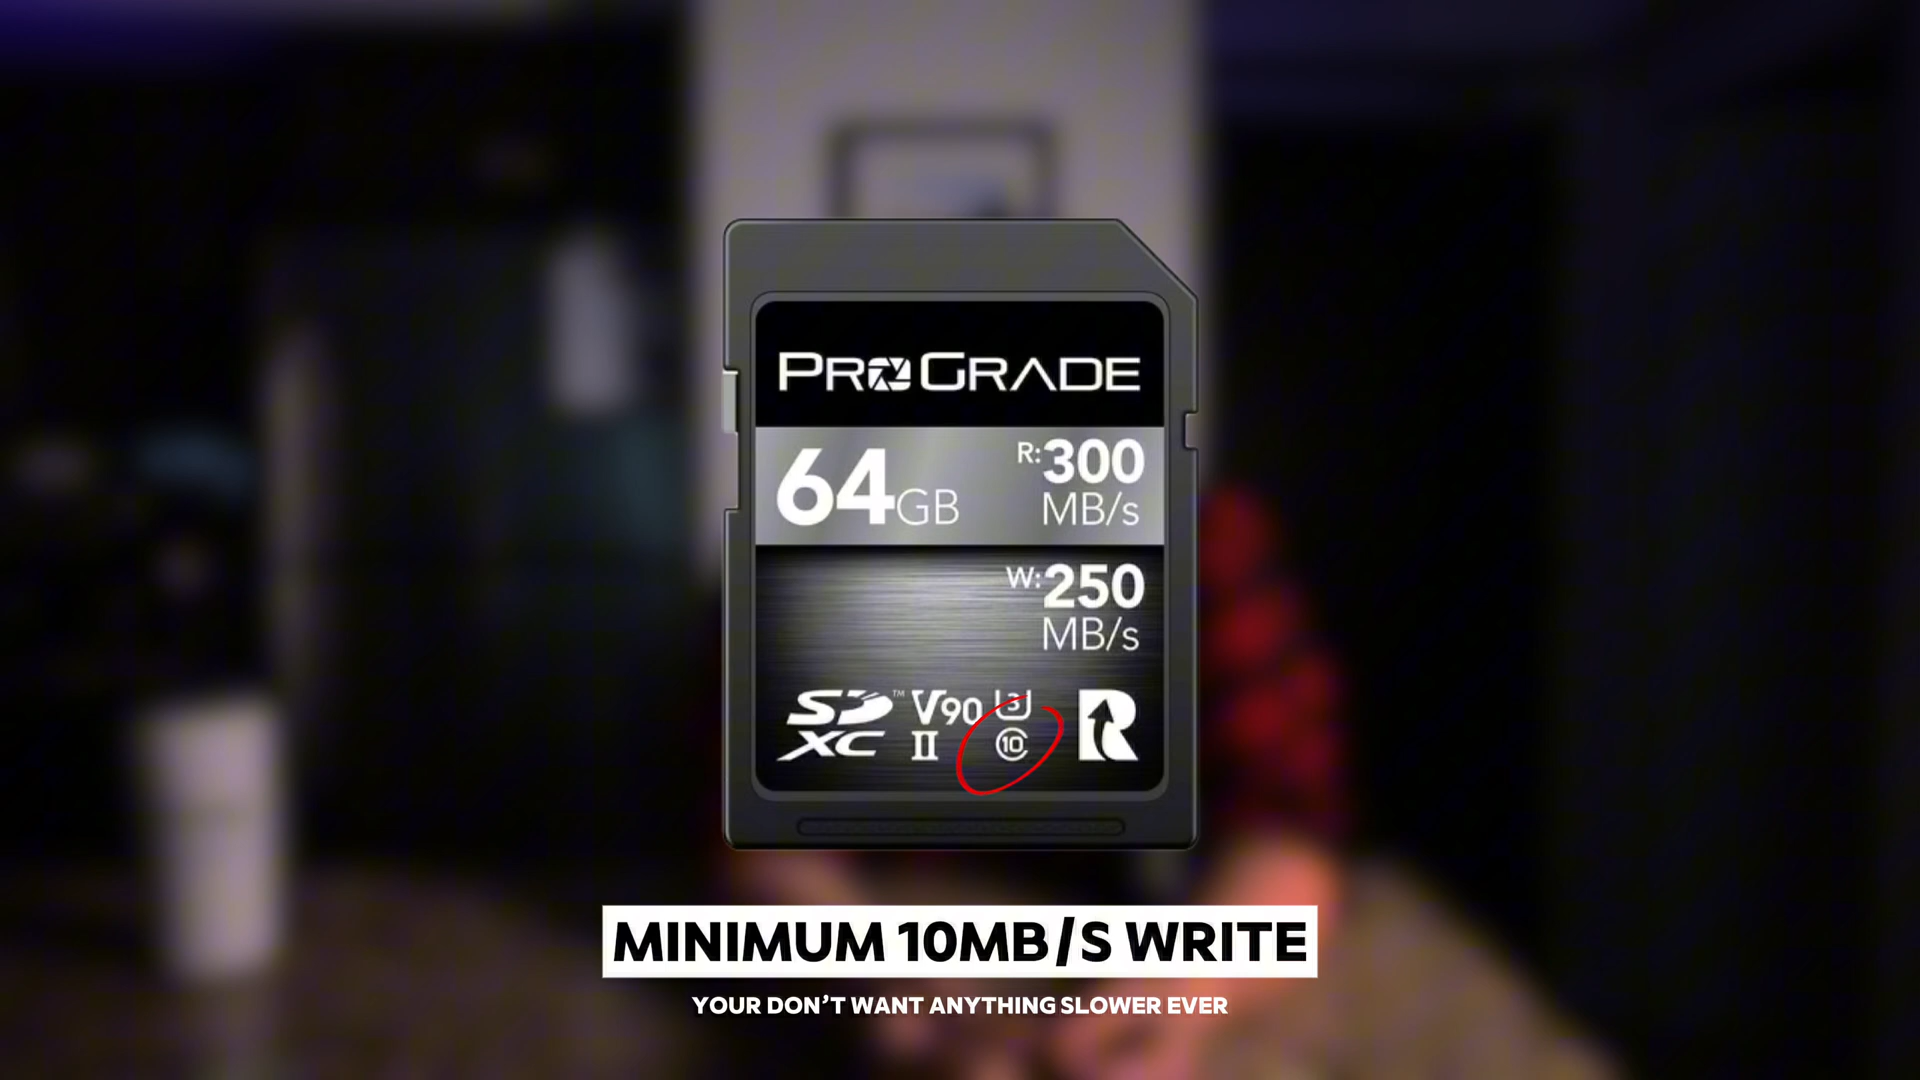 PROGRADE
64GB
R:300
MB/s
W:250
MB/s
SD™ V90 3
XC II 10
R
MINIMUM 10MB/S WRITE
YOUR DON'T WANT ANYTHING SLOWER EVER